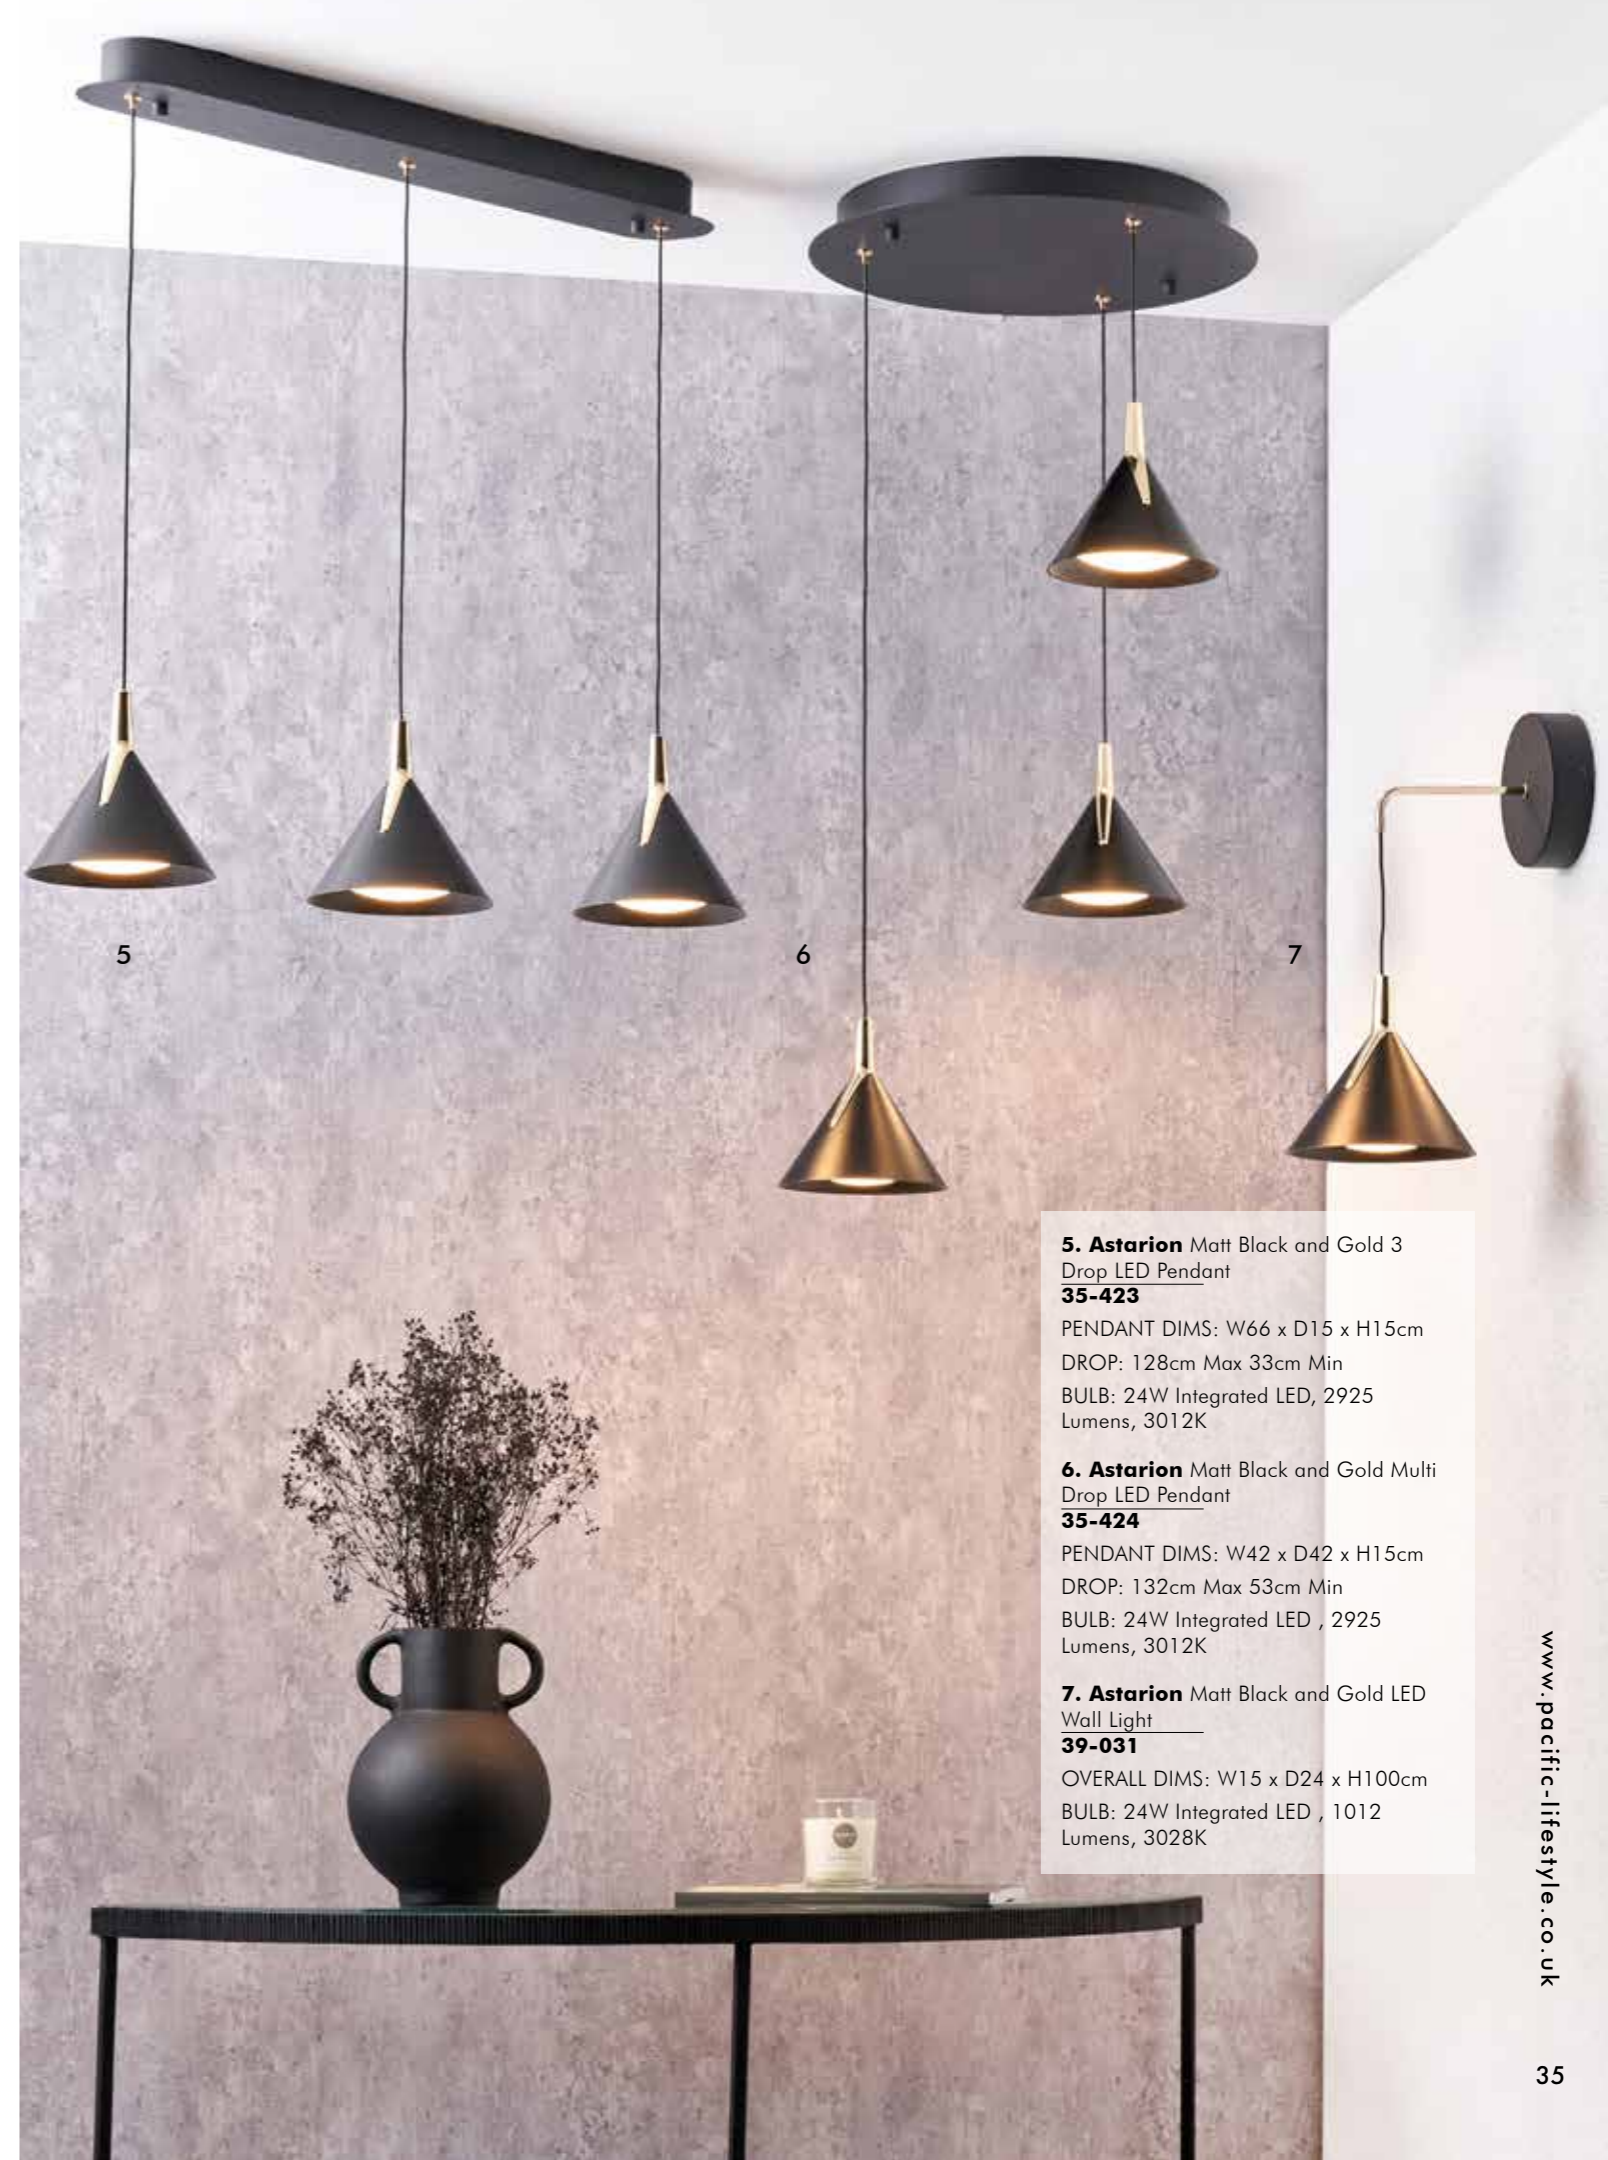 5
6
7
5. Astarion Matt Black and Gold 3
Drop LED Pendant
35-423
PENDANT DIMS: W66 x D15 x H15cm
DROP: 128cm Max 33cm Min
BULB: 24W Integrated LED, 2925
Lumens, 3012K
6. Astarion Matt Black and Gold Multi
Drop LED Pendant
35-424
PENDANT DIMS: W42 x D42 x H15cm
DROP: 132cm Max 53cm Min
BULB: 24W Integrated LED , 2925
Lumens, 3012K
7. Astarion Matt Black and Gold LED
Wall Light
39-031
OVERALL DIMS: W15 x D24 x H100cm
BULB: 24W Integrated LED , 1012
Lumens, 3028K
www.pacific-lifestyle.co.uk
35